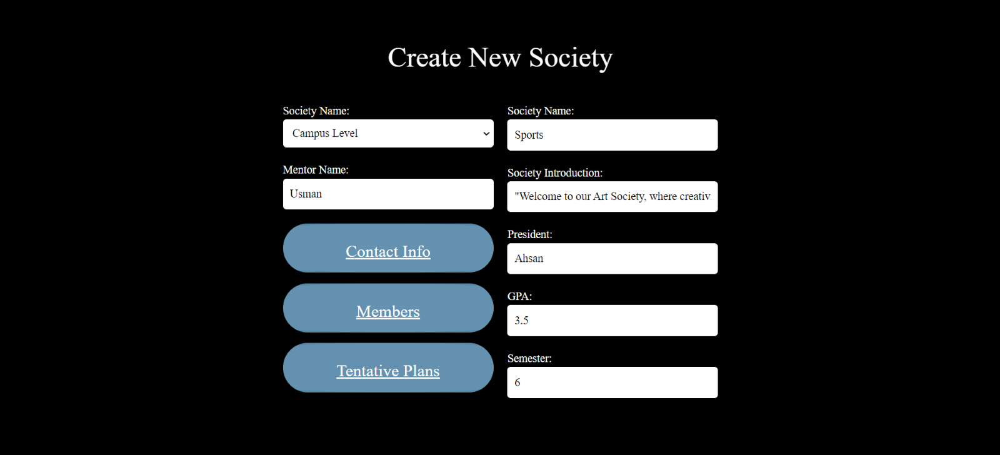 Create New Society
Society Name:
Campus Level
Mentor Name:
Usman
Contact Info
Members
Tentative Plans
Society Name:
Sports
Society Introduction:
"Welcome to our Art Society, where creativ
President:
Ahsan
GPA:
3.5
Semester:
6